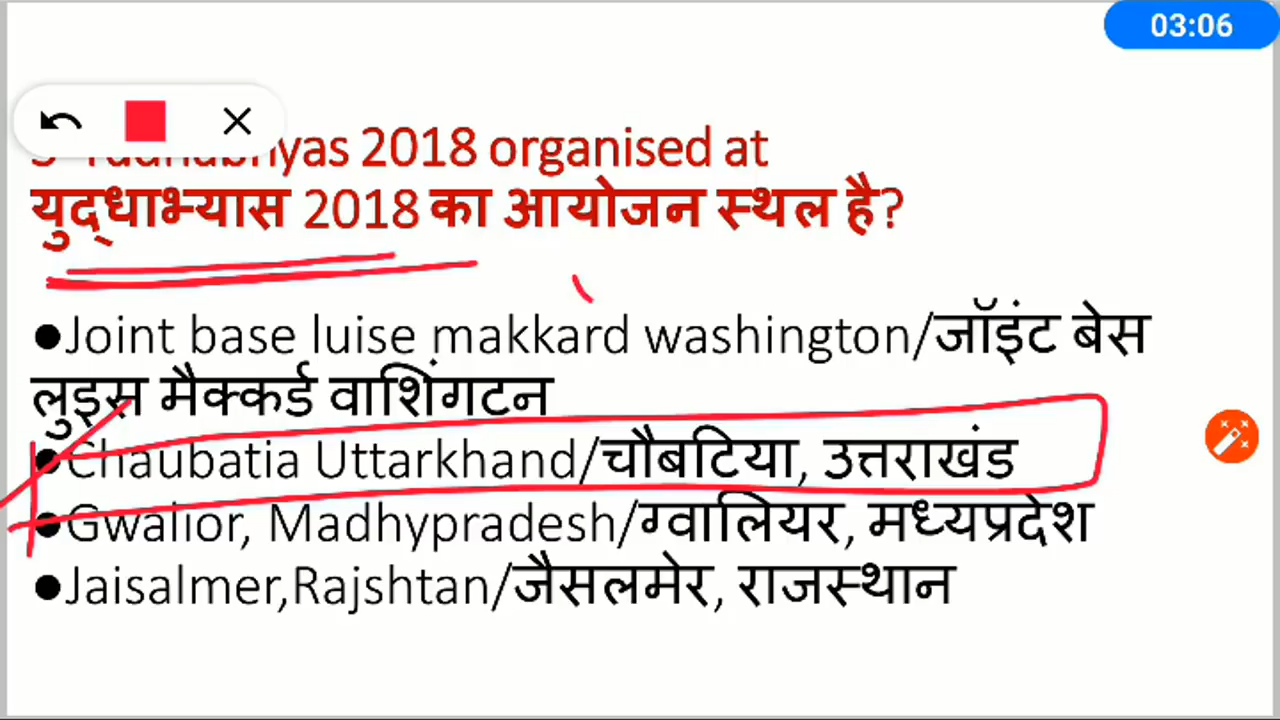 03:06
2018 organised at
युद्धाभ्यास 2018 का आयोजन स्थल है?
●Joint base luise makkard washington/जॉइंट बेस
लुइस मैक्कर्ड वाशिंगटन
●Chaubatia Uttarkhand/चौबटिया, उत्तराखंड
●Gwalior, Madhypradesh/ग्वालियर, मध्यप्रदेश
●Jaisalmer,Rajshtan/जैसलमेर, राजस्थान